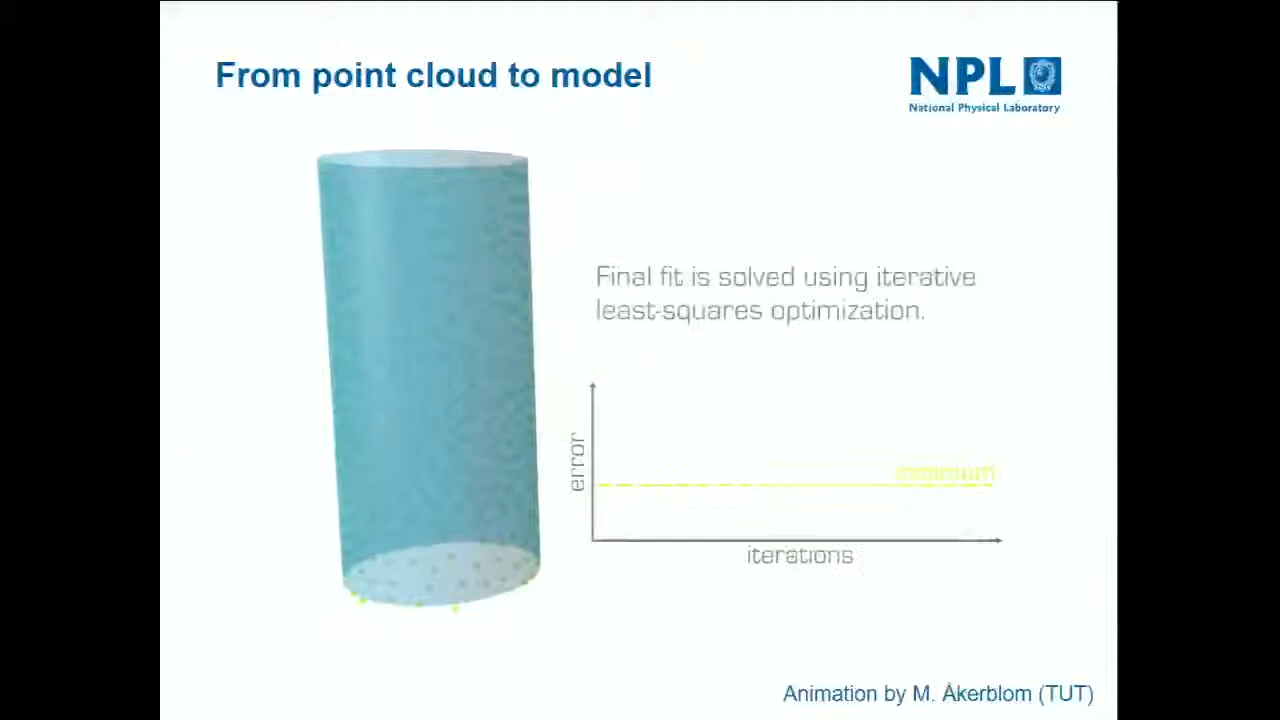 From point cloud to model
NPL
National Physical Laboratory
Final fit is solved using iterative
least-squares optimization.
error
minimum
iterations
Animation by M. Åkerblom (TUT)